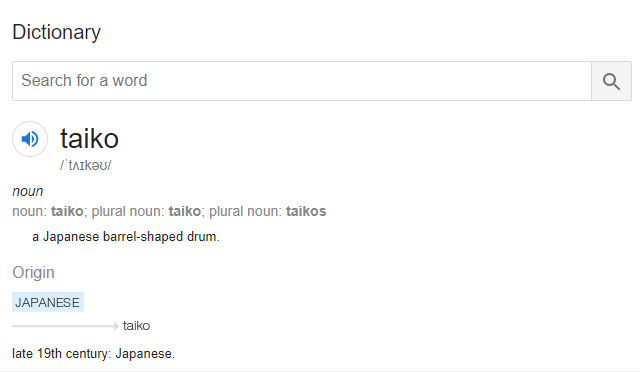 Dictionary
Search for a word
taiko
/ˈtʌɪkəʊ/
noun
noun: taiko; plural noun: taiko; plural noun: taikos
a Japanese barrel-shaped drum.
Origin
JAPANESE
taiko
late 19th century: Japanese.